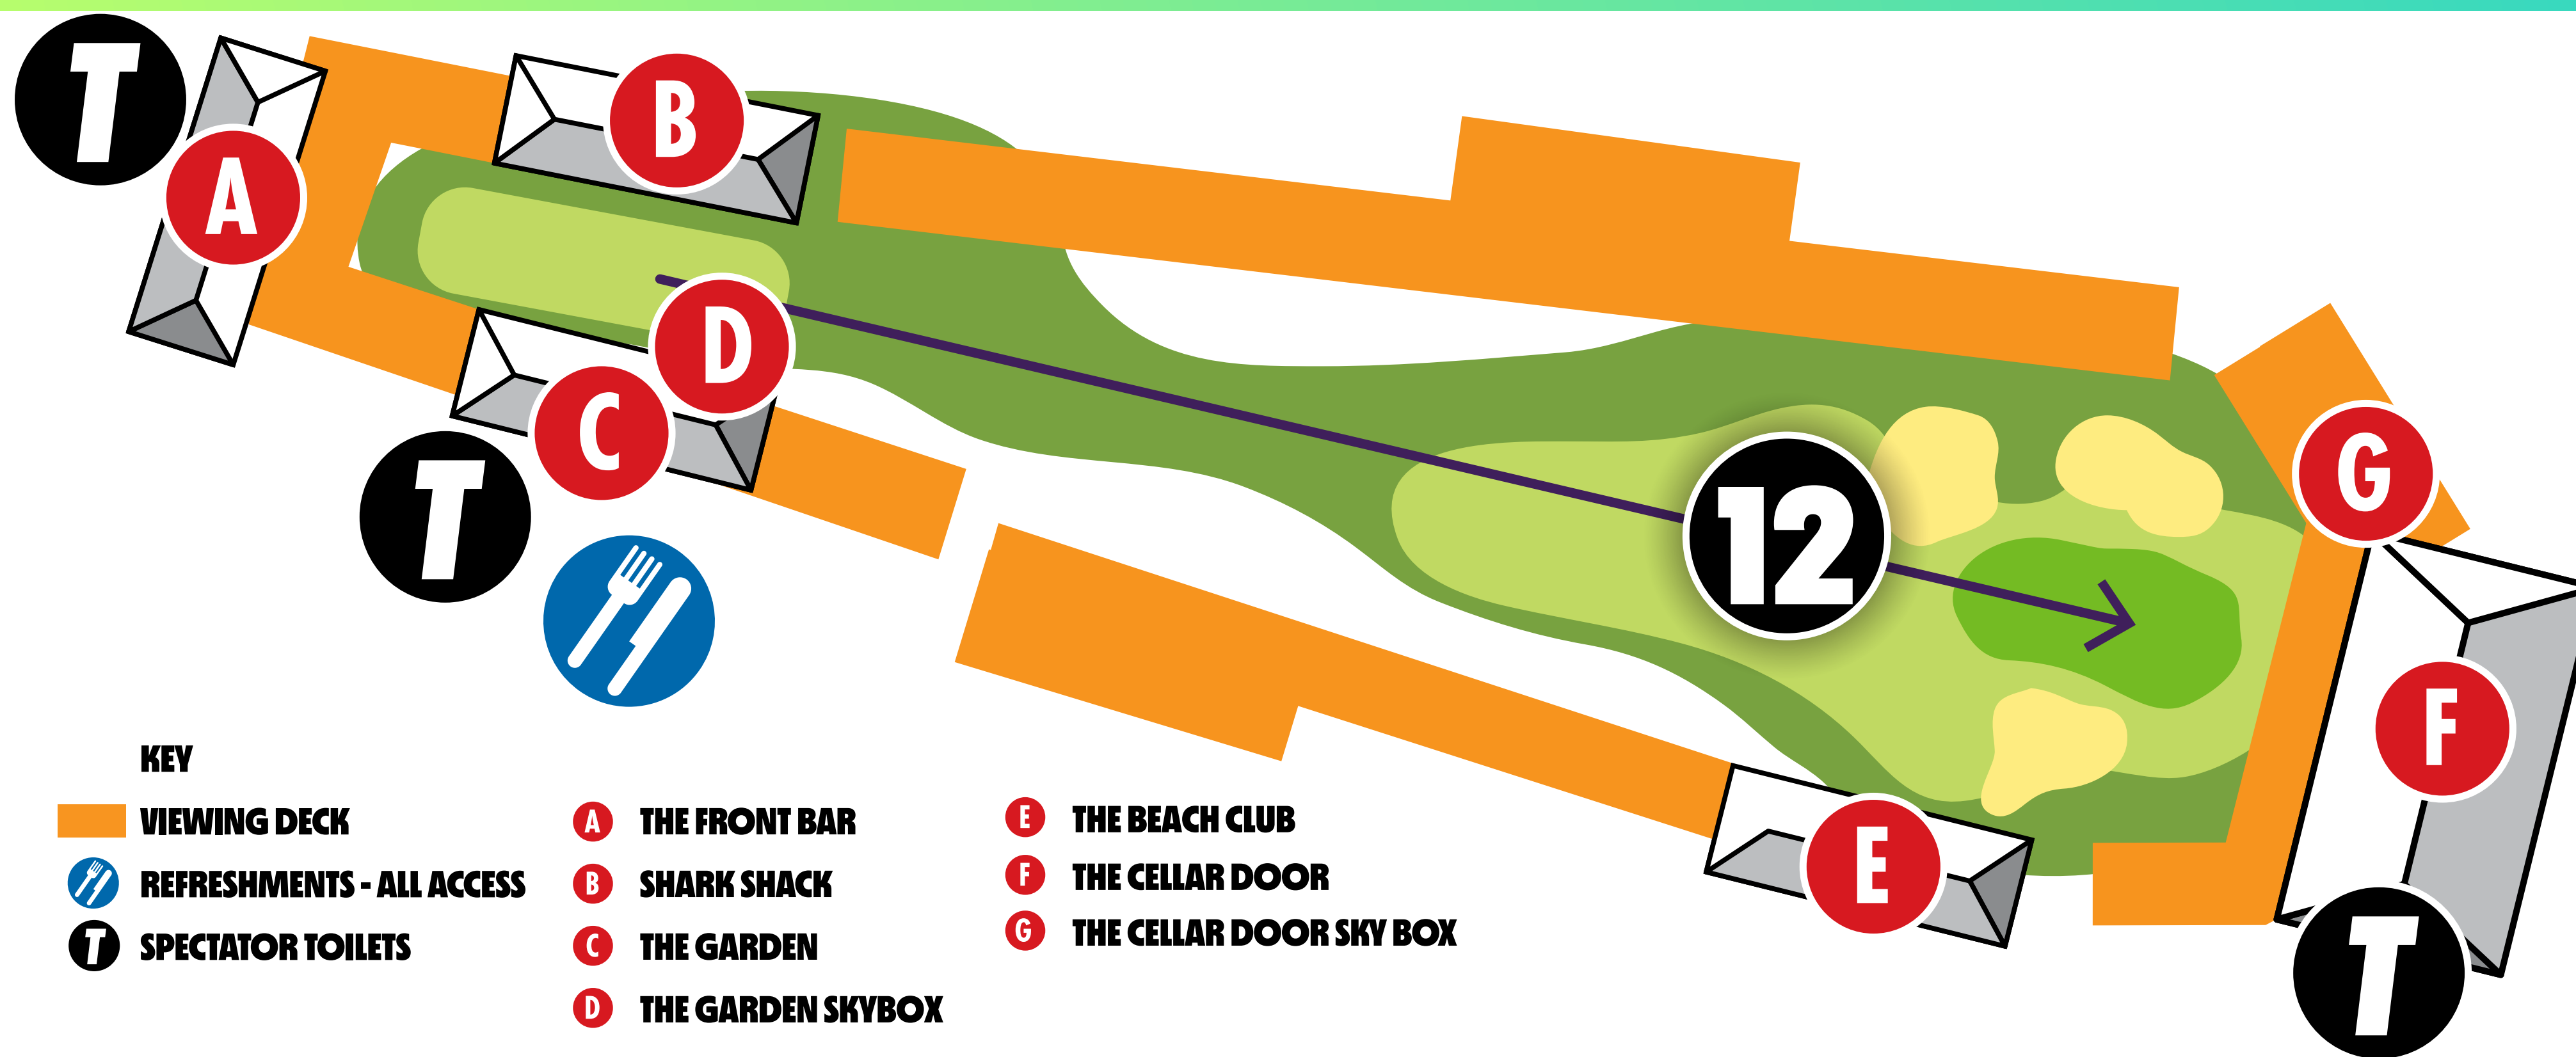 T
A
B
D
C
T
12
G
F
E
T
KEY
VIEWING DECK
REFRESHMENTS - ALL ACCESS
T SPECTATOR TOILETS
A THE FRONT BAR
B SHARK SHACK
C THE GARDEN
D THE GARDEN SKYBOX
E THE BEACH CLUB
F THE CELLAR DOOR
G THE CELLAR DOOR SKY BOX